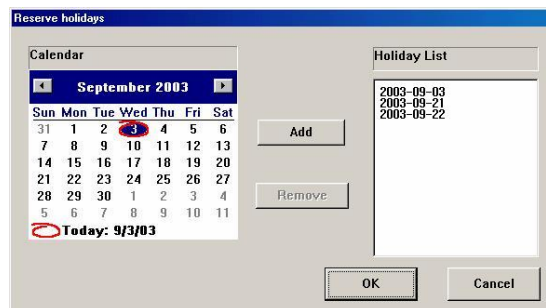 Reserve holidays
Calendar
September 2003
Sun Mon Tue Wed Thu Fri Sat
31 1 2 3 4 5 6
7 8 9 10 11 12 13
14 15 16 17 18 19 20
21 22 23 24 25 26 27
28 29 30 1 2 3 4
5 6 7 8 9 10 11
Today: 9/3/03
Add
Remove
Holiday List
2003-09-03
2003-09-21
2003-09-22
OK
Cancel